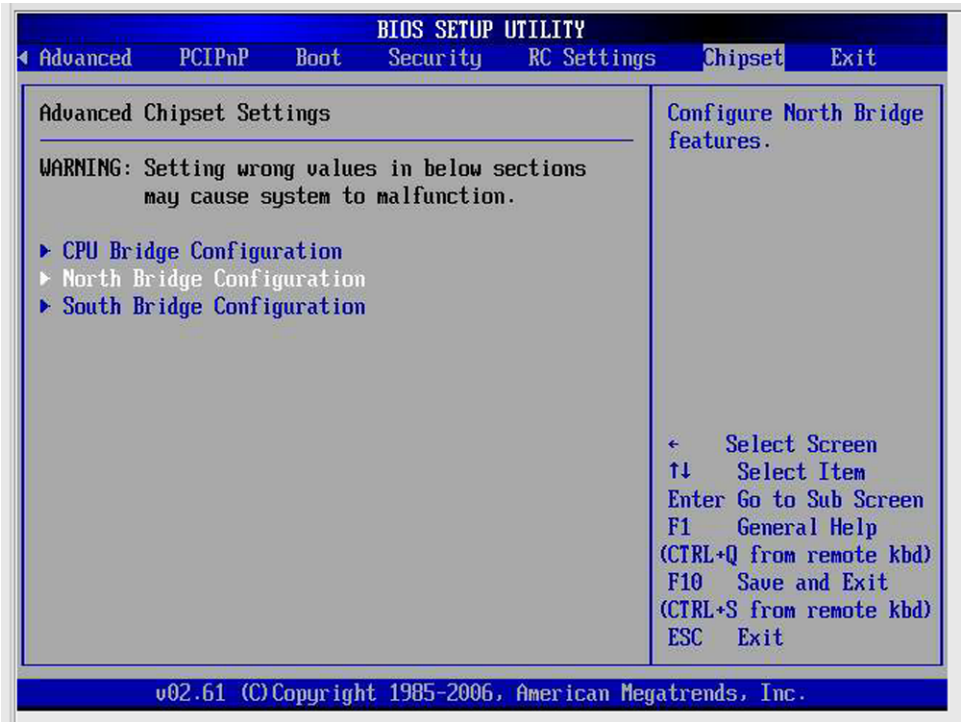 BIOS SETUP UTILITY
Advanced PCIPnP Boot Security RC Settings Chipset Exit
Advanced Chipset Settings
WARNING: Setting wrong values in below sections
may cause system to malfunction.
CPU Bridge Configuration
North Bridge Configuration
South Bridge Configuration
Configure North Bridge
features.
← Select Screen
↑↓ Select Item
Enter Go to Sub Screen
F1 General Help
(CTRL+Q from remote kbd)
F10 Save and Exit
(CTRL+S from remote kbd)
ESC Exit
v02.61 (C)Copyright 1985-2006, American Megatrends, Inc.